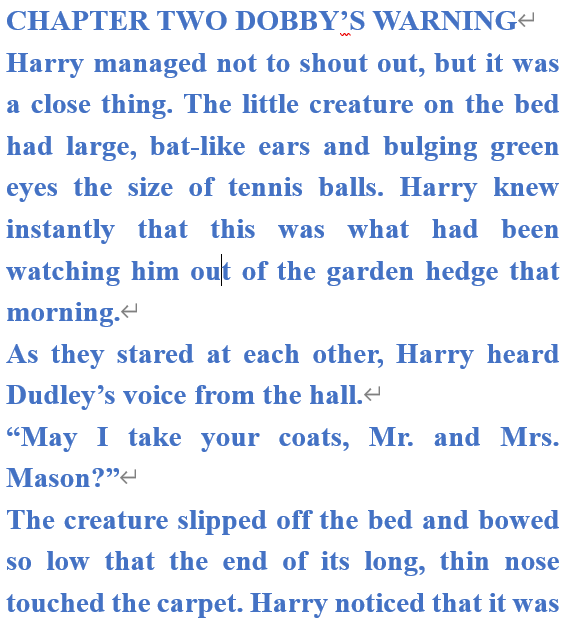 CHAPTER TWO DOBBY’S WARNING
Harry managed not to shout out, but it was
a close thing. The little creature on the bed
had large, bat-like ears and bulging green
eyes the size of tennis balls. Harry knew
instantly that this was what had been
watching him out of the garden hedge that
morning.
As they stared at each other, Harry heard
Dudley’s voice from the hall.
“May I take your coats, Mr. and Mrs.
Mason?”
The creature slipped off the bed and bowed
so low that the end of its long, thin nose
touched the carpet. Harry noticed that it was